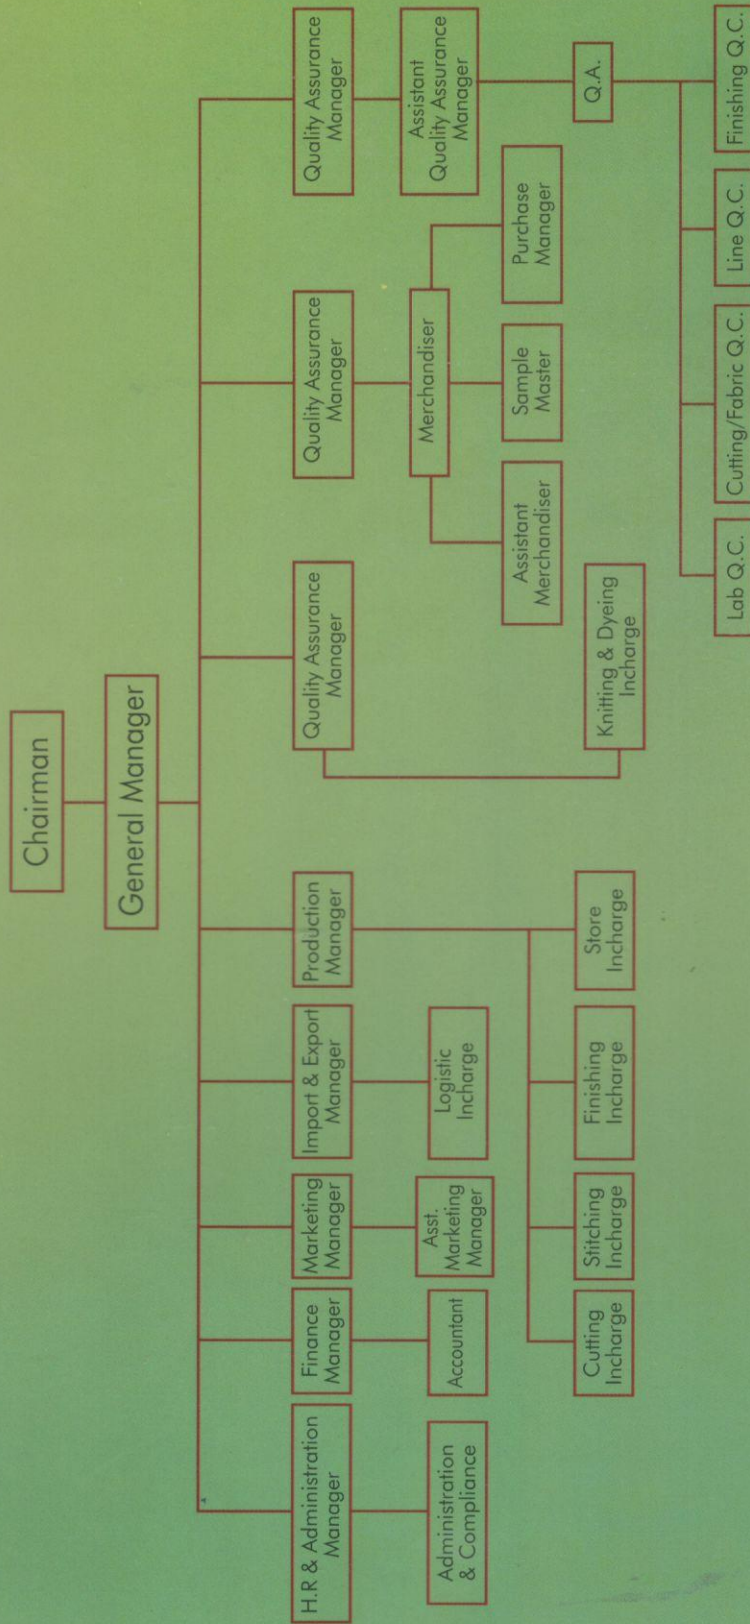 Chairman
General Manager
H.R & Administration
Manager
Finance
Manager
Marketing
Manager
Import & Export
Manager
Production
Manager
Quality Assurance
Manager
Quality Assurance
Manager
Quality Assurance
Manager
Administration
& Compliance
Accountant
Asst.
Marketing
Manager
Logistic
Incharge
Merchandiser
Assistant
Quality Assurance
Manager
Assistant
Merchandiser
Sample
Master
Purchase
Manager
Cutting
Incharge
Stitching
Incharge
Finishing
Incharge
Store
Incharge
Knitting & Dyeing
Incharge
Q.A.
Lab Q.C.
Cutting/Fabric Q.C.
Line Q.C.
Finishing Q.C.